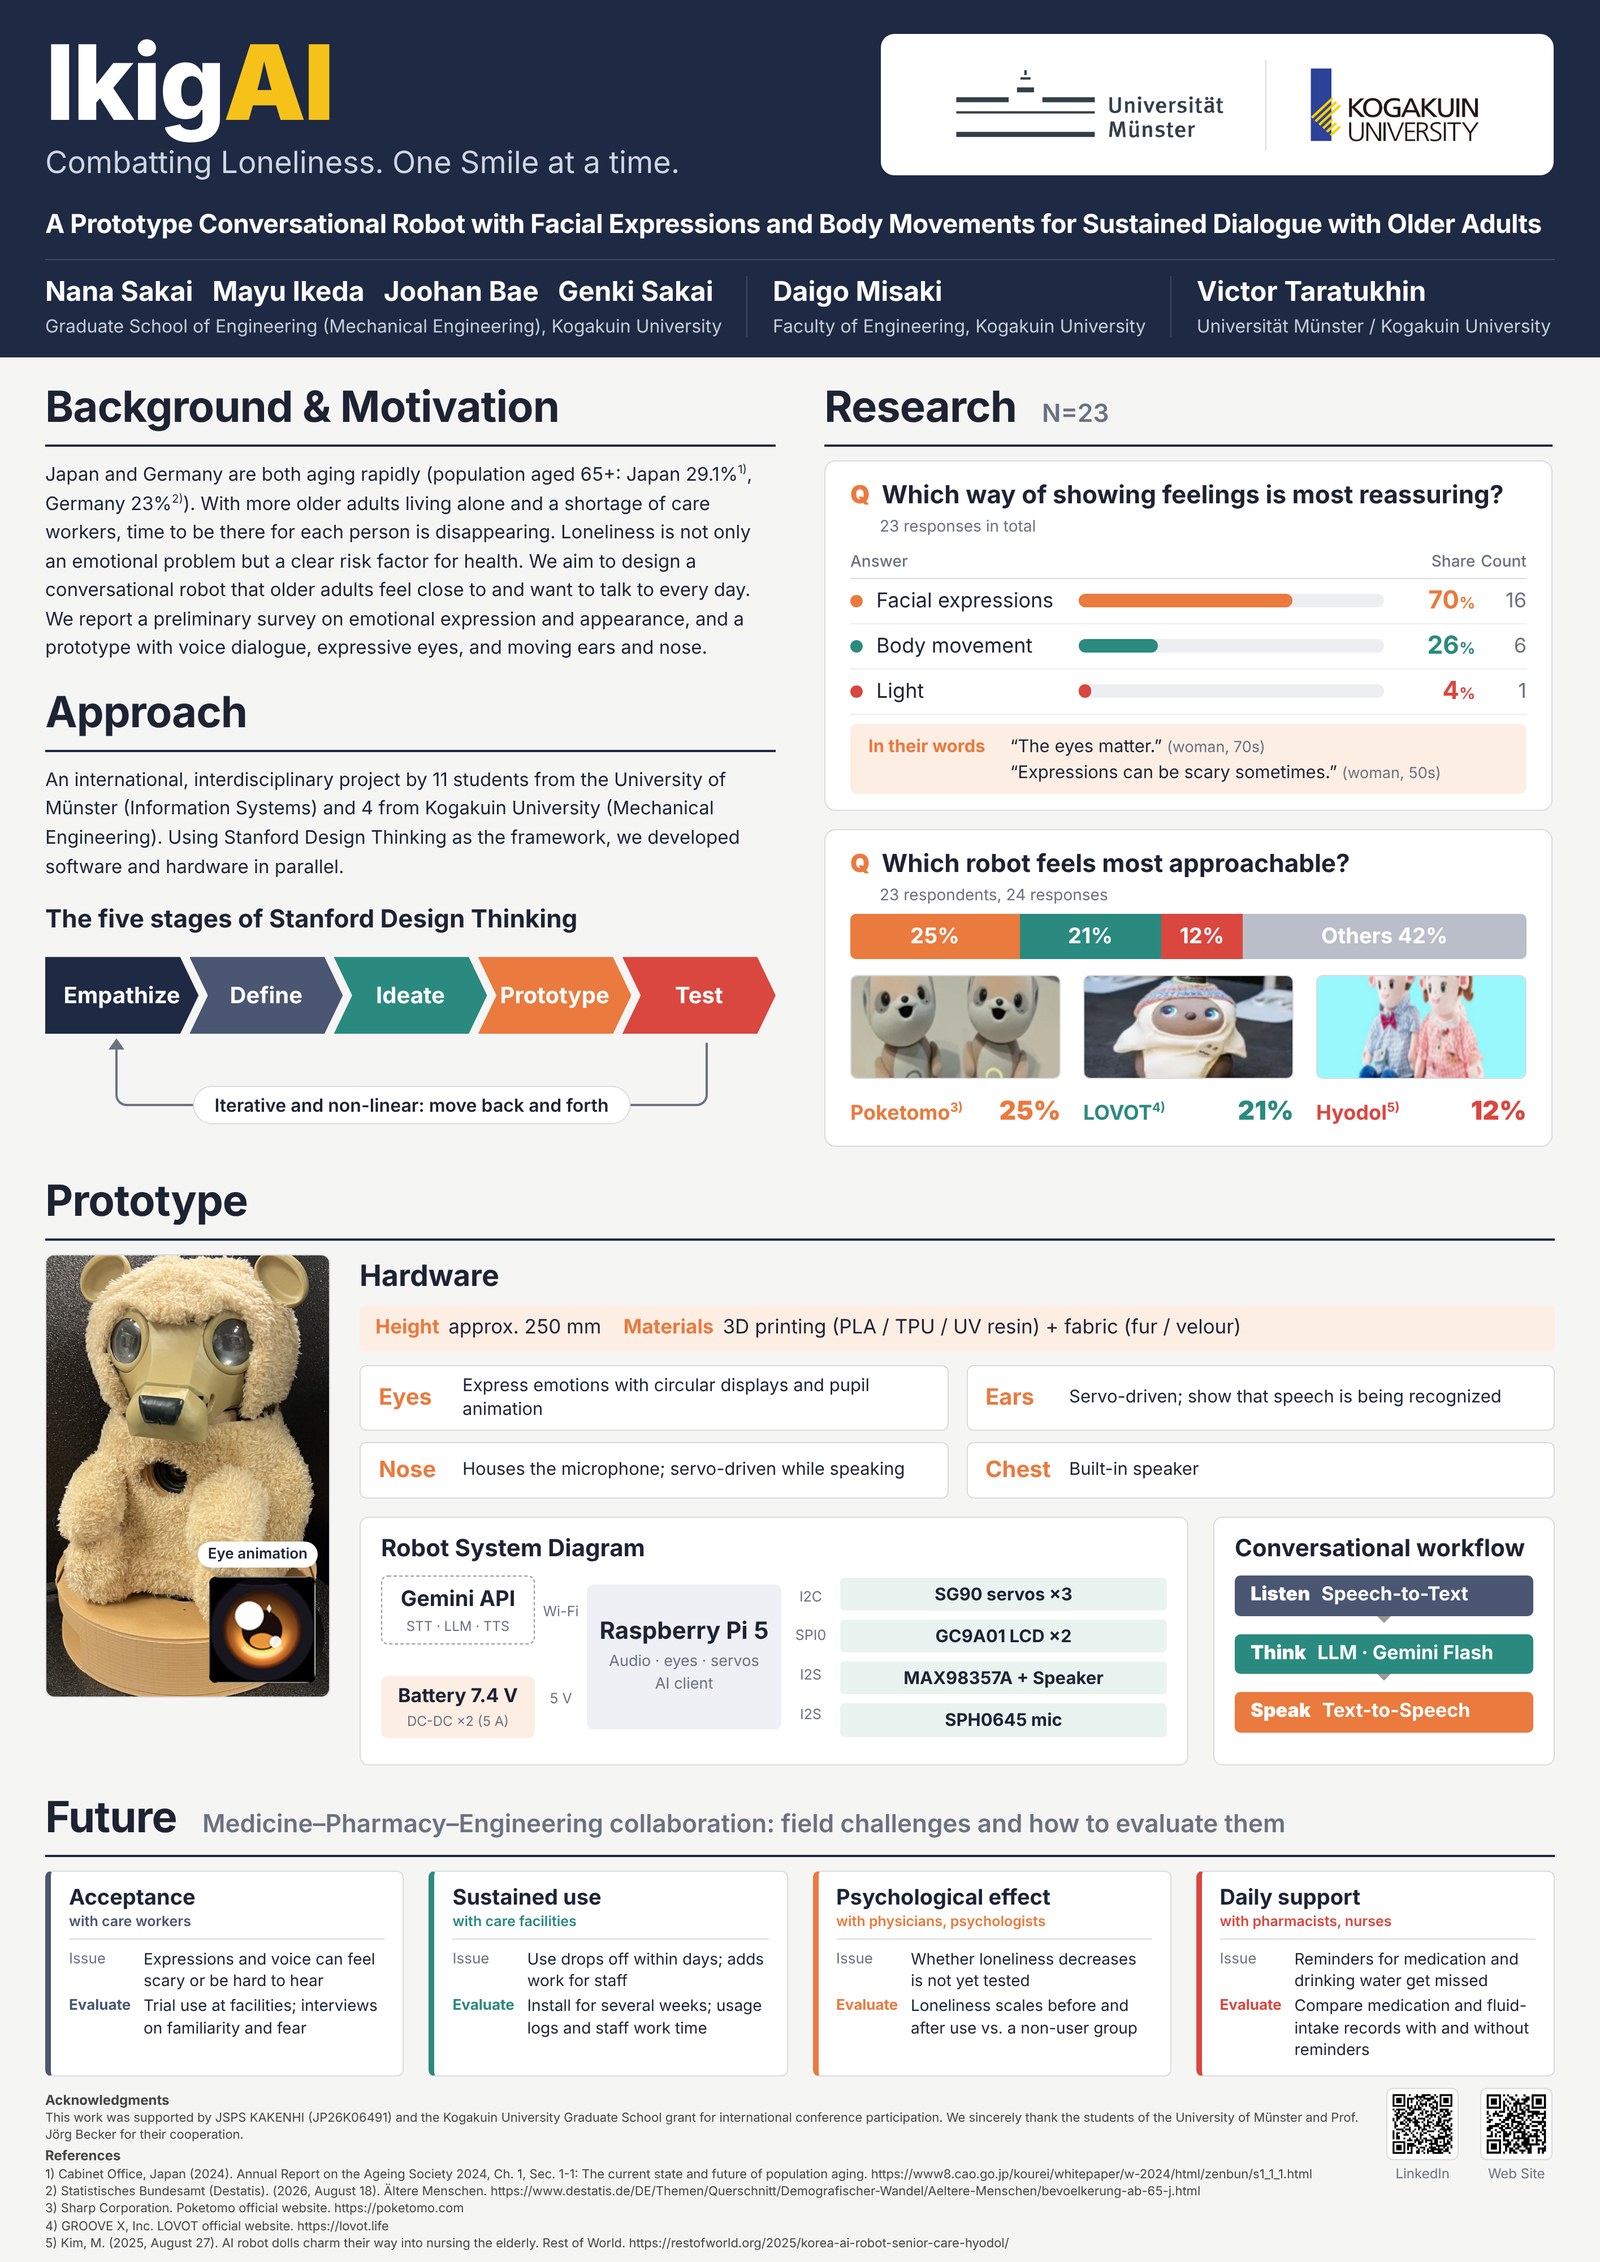 IkigAI
Combatting Loneliness. One Smile at a time.
Universität
Münster
KOGAKUIN
UNIVERSITY
A Prototype Conversational Robot with Facial Expressions and Body Movements for Sustained Dialogue with Older Adults
Nana Sakai Mayu Ikeda Joohan Bae Genki Sakai
Graduate School of Engineering (Mechanical Engineering), Kogakuin University
Daigo Misaki
Faculty of Engineering, Kogakuin University
Victor Taratukhin
Universität Münster / Kogakuin University
Background & Motivation
Japan and Germany are both aging rapidly (population aged 65+: Japan 29.1%1),
Germany 23%2)). With more older adults living alone and a shortage of care
workers, time to be there for each person is disappearing. Loneliness is not only
an emotional problem but a clear risk factor for health. We aim to design a
conversational robot that older adults feel close to and want to talk to every day.
We report a preliminary survey on emotional expression and appearance, and a
prototype with voice dialogue, expressive eyes, and moving ears and nose.
Approach
An international, interdisciplinary project by 11 students from the University of
Münster (Information Systems) and 4 from Kogakuin University (Mechanical
Engineering). Using Stanford Design Thinking as the framework, we developed
software and hardware in parallel.
The five stages of Stanford Design Thinking
Empathize Define Ideate Prototype Test
Iterative and non-linear: move back and forth
Research N=23
Q Which way of showing feelings is most reassuring?
23 responses in total
Answer Share Count
Facial expressions 70% 16
Body movement 26% 6
Light 4% 1
In their words “The eyes matter.” (woman, 70s)
“Expressions can be scary sometimes.” (woman, 50s)
Q Which robot feels most approachable?
23 respondents, 24 responses
25% 21% 12% Others 42%
Poketomo3) 25% LOVOT4) 21% Hyodol5) 12%
Prototype
Eye animation
Hardware
Height approx. 250 mm Materials 3D printing (PLA / TPU / UV resin) + fabric (fur / velour)
Eyes Express emotions with circular displays and pupil
animation
Ears Servo-driven; show that speech is being recognized
Nose Houses the microphone; servo-driven while speaking
Chest Built-in speaker
Robot System Diagram
Gemini API
STT · LLM · TTS
Wi-Fi
Battery 7.4 V
DC-DC ×2 (5 A)
5 V
Raspberry Pi 5
Audio · eyes · servos
AI client
I2C SG90 servos ×3
SPI0 GC9A01 LCD ×2
I2S MAX98357A + Speaker
I2S SPH0645 mic
Conversational workflow
Listen Speech-to-Text
Think LLM · Gemini Flash
Speak Text-to-Speech
Future Medicine–Pharmacy–Engineering collaboration: field challenges and how to evaluate them
Acceptance
with care workers
Issue Expressions and voice can feel
scary or be hard to hear
Evaluate Trial use at facilities; interviews
on familiarity and fear
Sustained use
with care facilities
Issue Use drops off within days; adds
work for staff
Evaluate Install for several weeks; usage
logs and staff work time
Psychological effect
with physicians, psychologists
Issue Whether loneliness decreases
is not yet tested
Evaluate Loneliness scales before and
after use vs. a non-user group
Daily support
with pharmacists, nurses
Issue Reminders for medication and
drinking water get missed
Evaluate Compare medication and fluid-
intake records with and without
reminders
Acknowledgments
This work was supported by JSPS KAKENHI (JP26K06491) and the Kogakuin University Graduate School grant for international conference participation. We sincerely thank the students of the University of Münster and Prof.
Jörg Becker for their cooperation.
References
1) Cabinet Office, Japan (2024). Annual Report on the Ageing Society 2024, Ch. 1, Sec. 1-1: The current state and future of population aging. https://www8.cao.go.jp/kourei/whitepaper/w-2024/html/zenbun/s1_1_1.html
2) Statistisches Bundesamt (Destatis). (2026, August 18). Ältere Menschen. https://www.destatis.de/DE/Themen/Querschnitt/Demografischer-Wandel/Aeltere-Menschen/bevoelkerung-ab-65-j.html
3) Sharp Corporation. Poketomo official website. https://poketomo.com
4) GROOVE X, Inc. LOVOT official website. https://lovot.life
5) Kim, M. (2025, August 27). AI robot dolls charm their way into nursing the elderly. Rest of World. https://restofworld.org/2025/korea-ai-robot-senior-care-hyodol/
LinkedIn Web Site